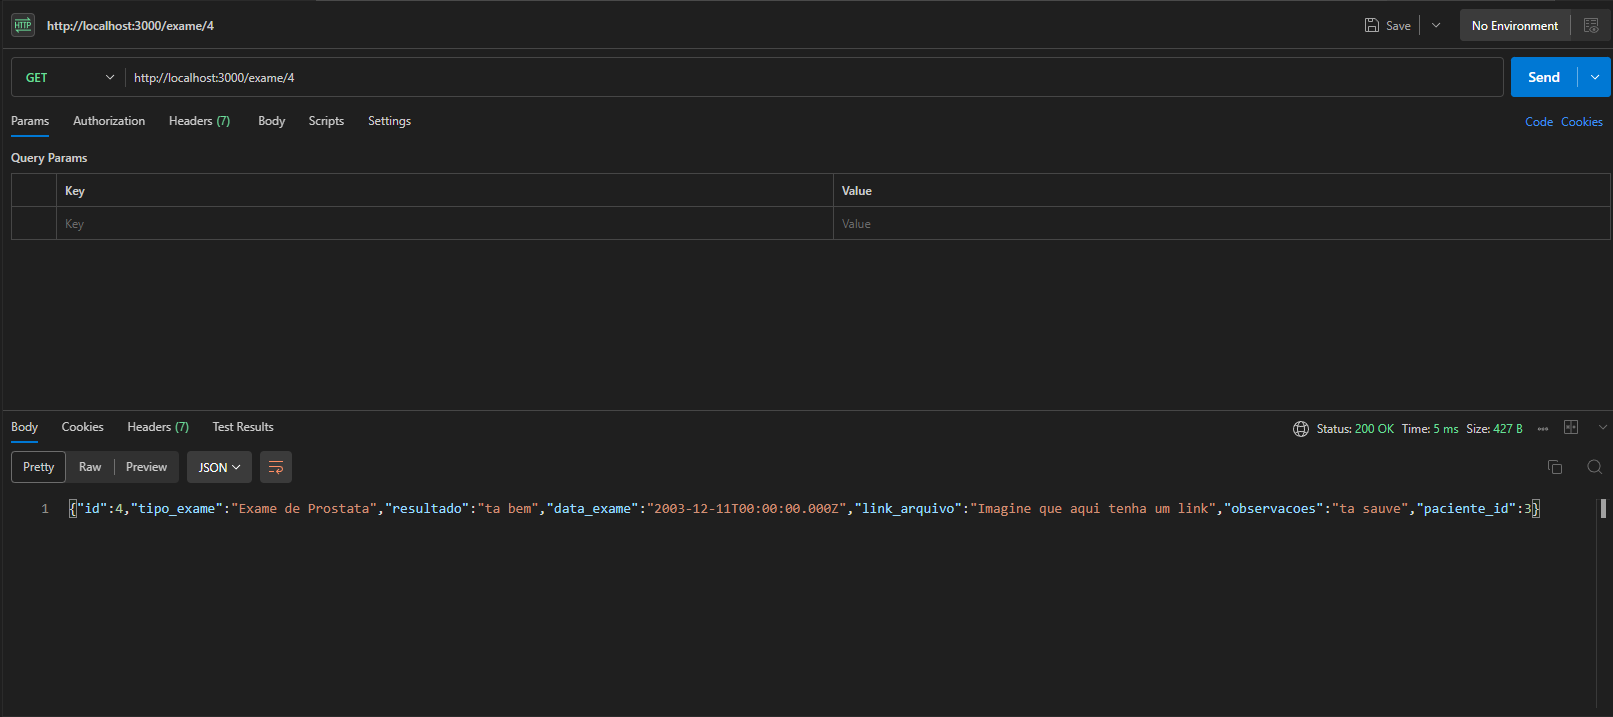 HTTP http://localhost:3000/exame/4 Save No Environment
GET http://localhost:3000/exame/4 Send
Params Authorization Headers (7) Body Scripts Settings Code Cookies
Query Params
Key Value
Key Value
Body Cookies Headers (7) Test Results Status: 200 OK Time: 5 ms Size: 427 B
Pretty Raw Preview JSON
1 {"id":4,"tipo_exame":"Exame de Prostata","resultado":"ta bem","data_exame":"2003-12-11T00:00:00.000Z","link_arquivo":"Imagine que aqui tenha um link","observacoes":"ta sauve","paciente_id":3}